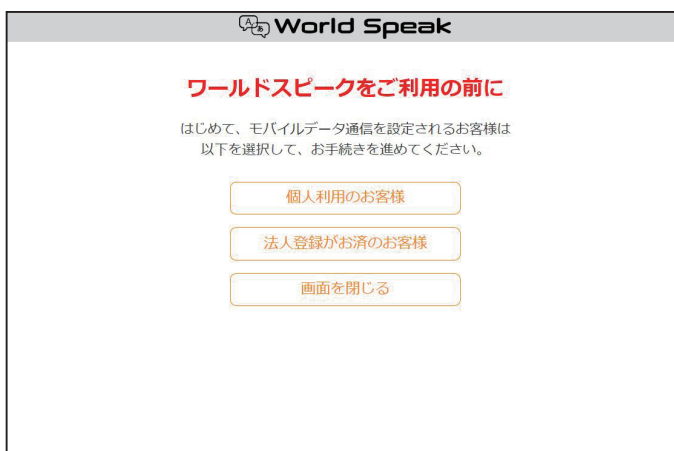 Aあ World Speak
ワールドスピークをご利用の前に
はじめて、モバイルデータ通信を設定されるお客様は
以下を選択して、お手続きを進めてください。
個人利用のお客様
法人登録がお済のお客様
画面を閉じる